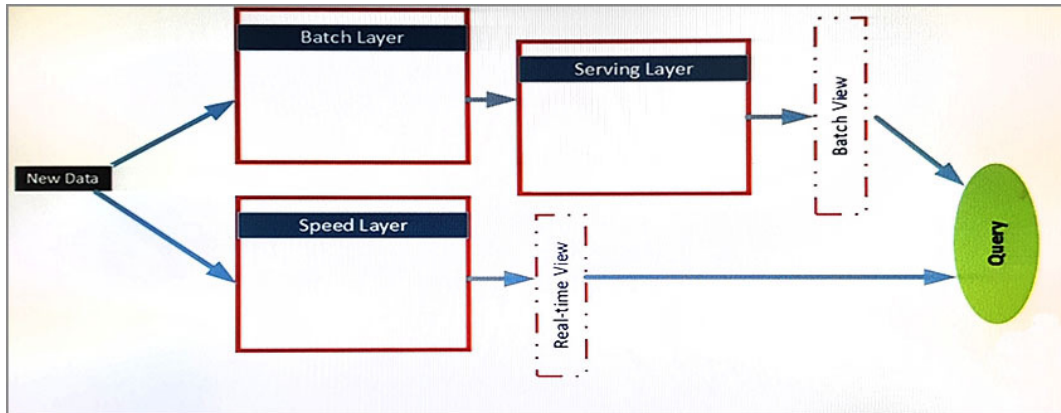 New Data
Batch Layer
Serving Layer
Batch View
Speed Layer
Real-time View
Query